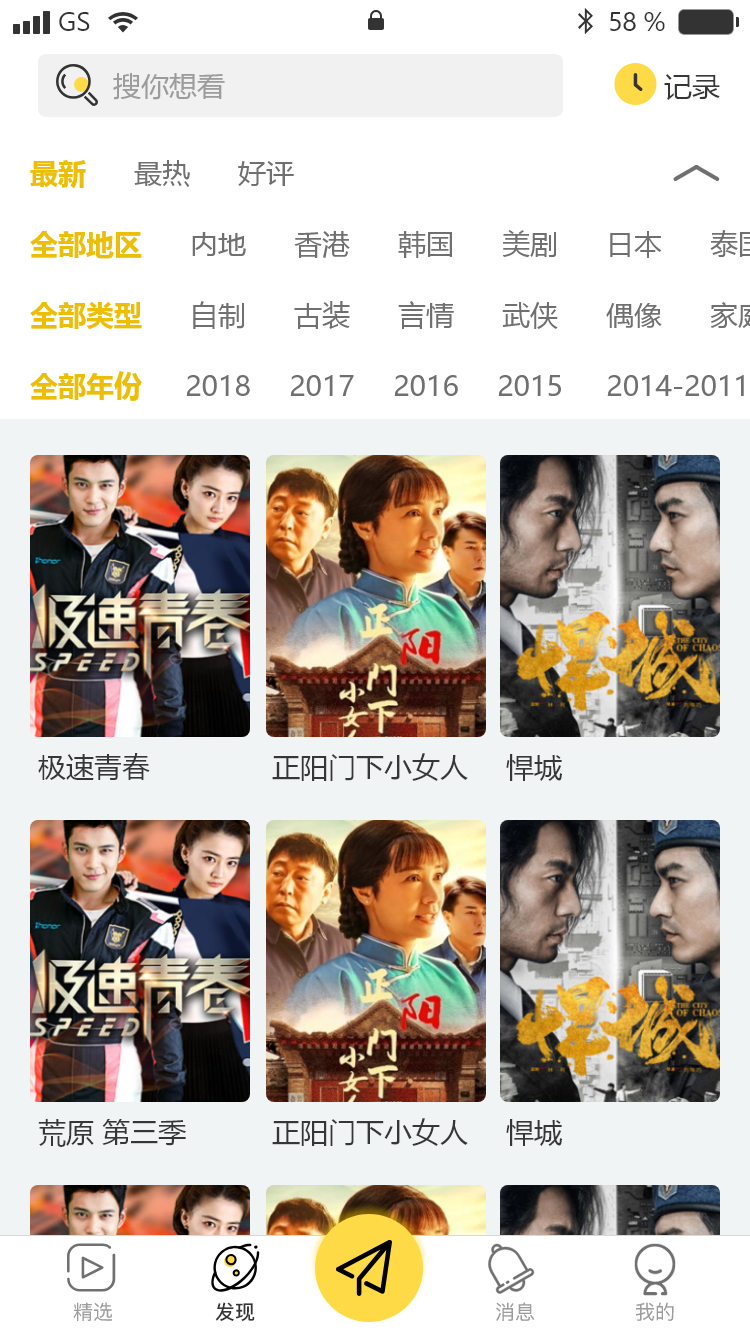 GS 58 %
搜你想看 记录
最新 最热 好评
全部地区 内地 香港 韩国 美剧 日本 泰国
全部类型 自制 古装 言情 武侠 偶像 家庭
全部年份 2018 2017 2016 2015 2014-2011
honor
极速青春
SPEED
正阳
门下
小女人
悍城
THE CITY
OF CHAOS
极速青春 正阳门下小女人 悍城
honor
极速青春
SPEED
正阳
门下
小女人
悍城
THE CITY
OF CHAOS
荒原 第三季 正阳门下小女人 悍城
精选 发现 消息 我的